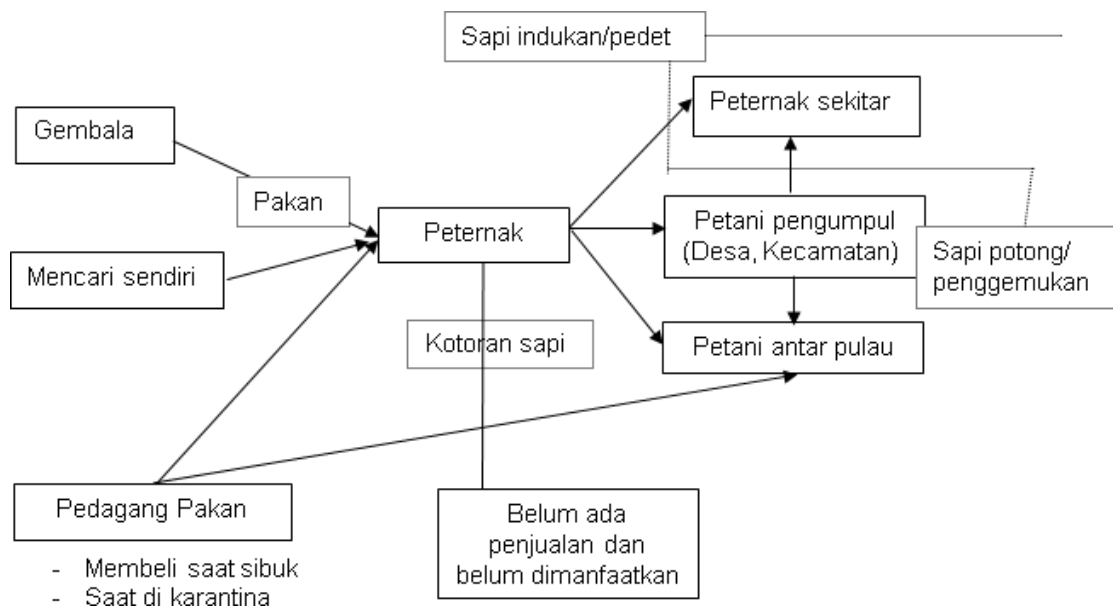 Sapi indukan/pedet
Peternak sekitar
Gembala
Pakan
Peternak
Petani pengumpul
(Desa, Kecamatan)
Sapi potong/
penggemukan
Mencari sendiri
Kotoran sapi
Petani antar pulau
Pedagang Pakan
- Membeli saat sibuk
- Saat di karantina
Belum ada
penjualan dan
belum dimanfaatkan